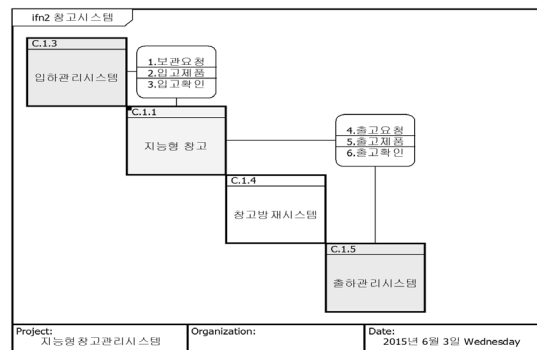 ifn2 창고시스템
C.1.3
입하관리시스템
1.보관요청
2.입고제품
3.입고확인
C.1.1
지능형 창고
4.출고요청
5.출고제품
6.출고확인
C.1.4
창고방재시스템
C.1.5
출하관리시스템
Project:
지능형창고관리시스템
Organization:
Date:
2015년 6월 3일 Wednesday